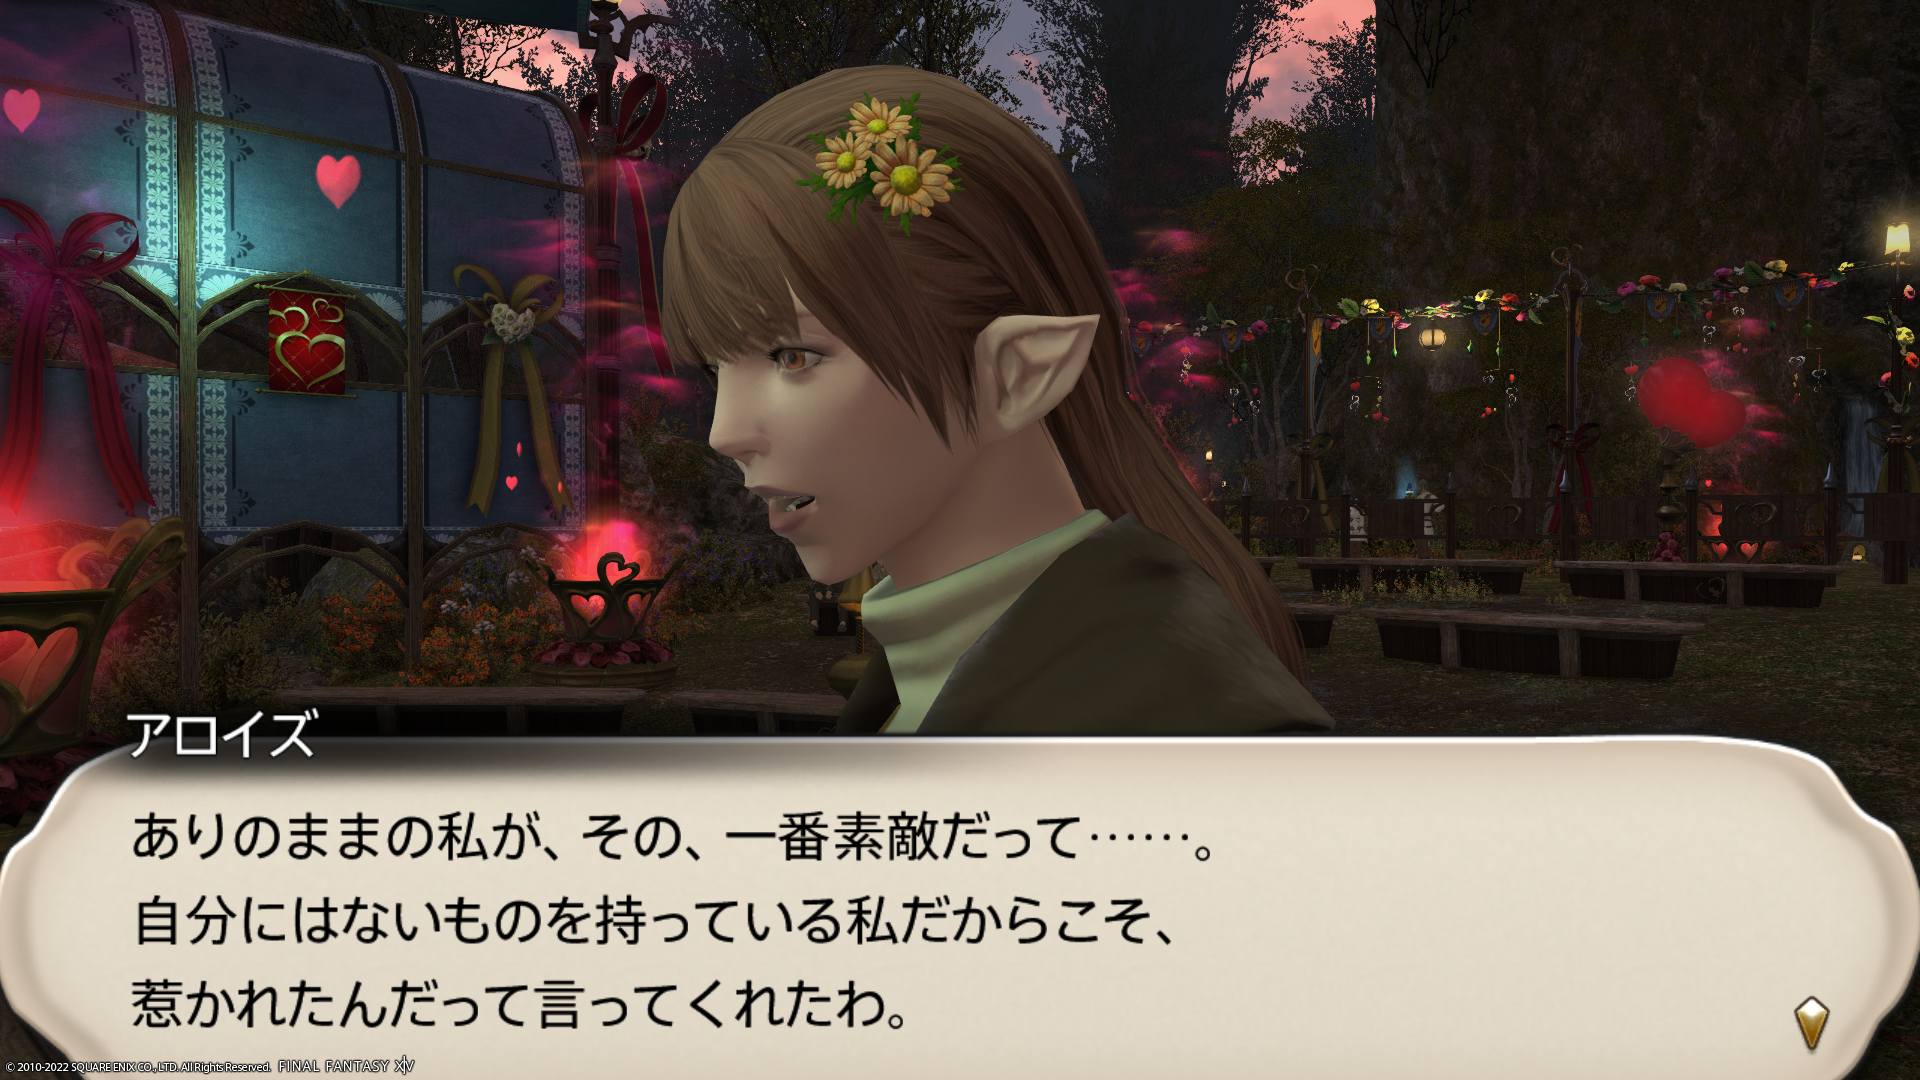 アロイズ
ありのままの私が、その、一番素敵だって……。
自分にはないものを持っている私だからこそ、
惹かれたんだって言ってくれたわ。
© 2010-2022 SQUARE ENIX CO., LTD. All Rights Reserved. FINAL FANTASY XIV